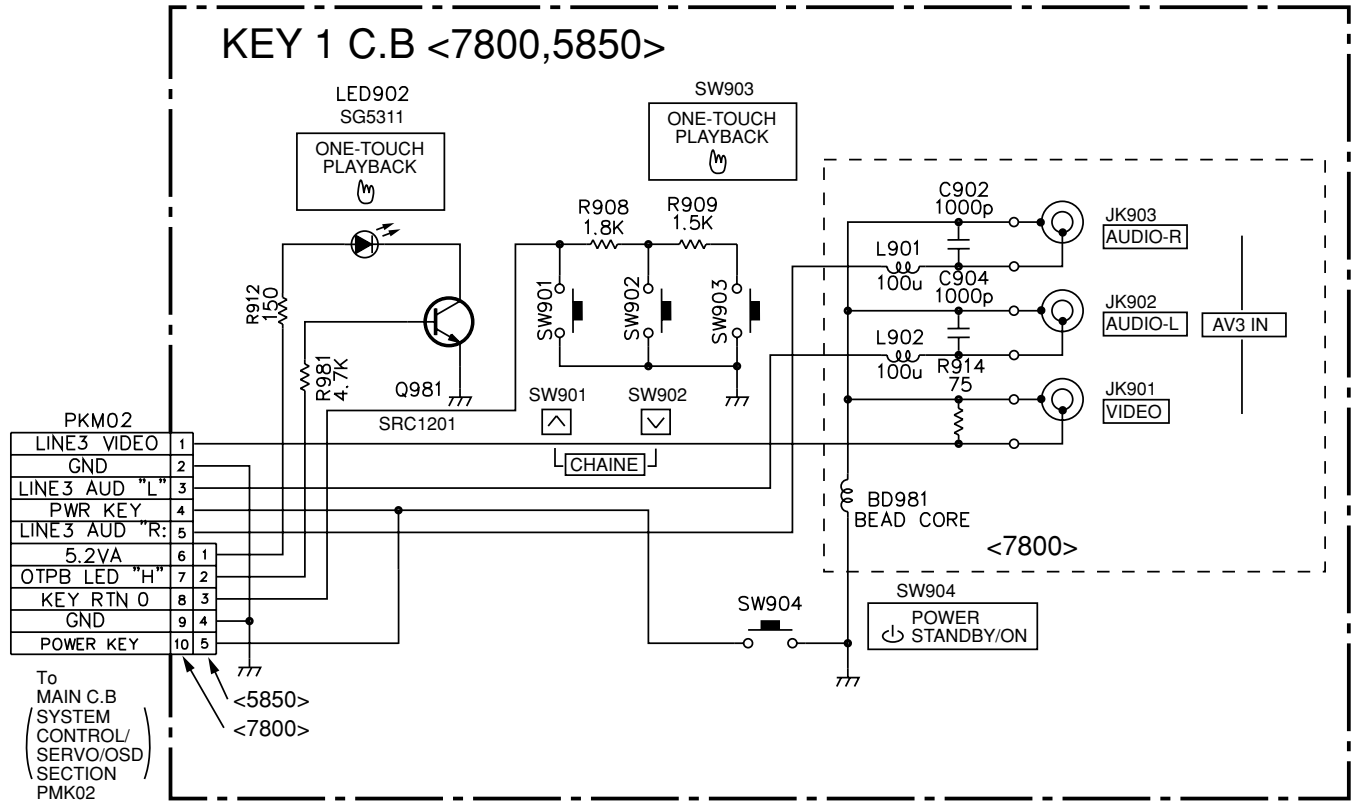 KEY 1 C.B <7800,5850>
LED902
SG5311
ONE-TOUCH
PLAYBACK
SW903
ONE-TOUCH
PLAYBACK
R908
1.8K
R909
1.5K
C902
1000p
JK903
AUDIO-R
L901
100u
C904
1000p
JK902
AUDIO-L
AV3 IN
L902
100u
R914
75
JK901
VIDEO
R912
150
R981
4.7K
Q981
SRC1201
SW901
SW902
SW903
SW901
SW902
CHAINE
BD981
BEAD CORE
<7800>
SW904
SW904
POWER
STANDBY/ON
PKM02
LINE3 VIDEO 1
GND 2
LINE3 AUD "L" 3
PWR KEY 4
LINE3 AUD "R: 5
5.2VA 6 1
OTPB LED "H" 7 2
KEY RTN 0 8 3
GND 9 4
POWER KEY 10 5
<5850>
<7800>
To
MAIN C.B
SYSTEM
CONTROL/
SERVO/OSD
SECTION
PMK02